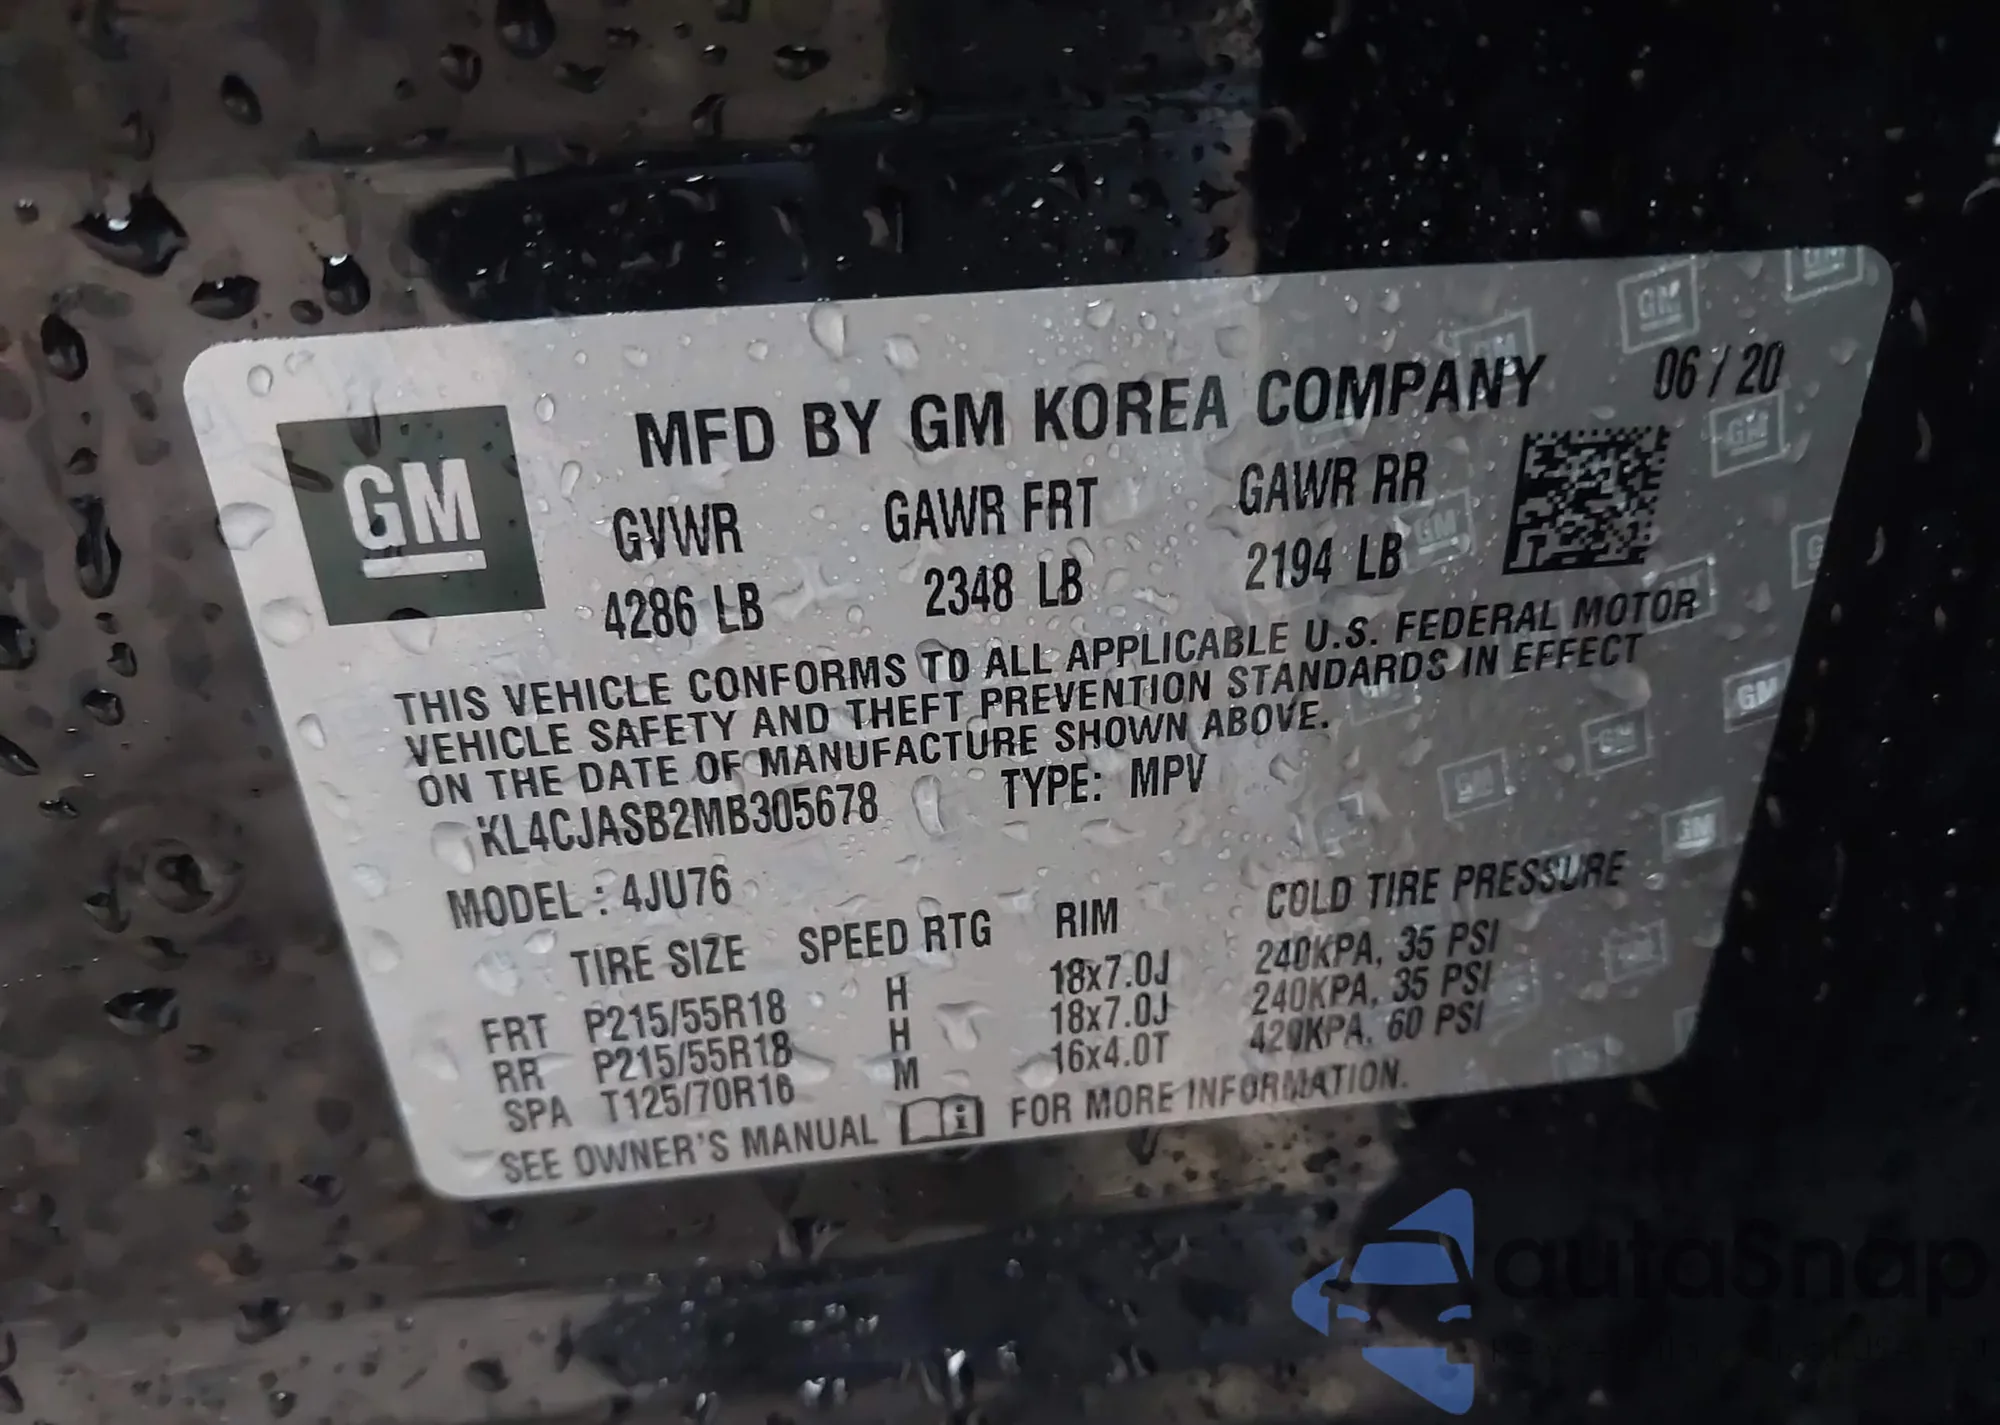 MFD BY GM KOREA COMPANY 06/20
GM
GVWR GAWR FRT GAWR RR
4286 LB 2348 LB 2194 LB
THIS VEHICLE CONFORMS TO ALL APPLICABLE U.S. FEDERAL MOTOR
VEHICLE SAFETY AND THEFT PREVENTION STANDARDS IN EFFECT
ON THE DATE OF MANUFACTURE SHOWN ABOVE.
KL4CJASB2MB305678 TYPE: MPV
MODEL: 4JU76
TIRE SIZE SPEED RTG RIM COLD TIRE PRESSURE
FRT P215/55R18 H 18x7.0J 240KPA, 35 PSI
RR P215/55R18 H 18x7.0J 240KPA, 35 PSI
SPA T125/70R16 M 16x4.0T 420KPA, 60 PSI
SEE OWNER'S MANUAL FOR MORE INFORMATION.
autasnap